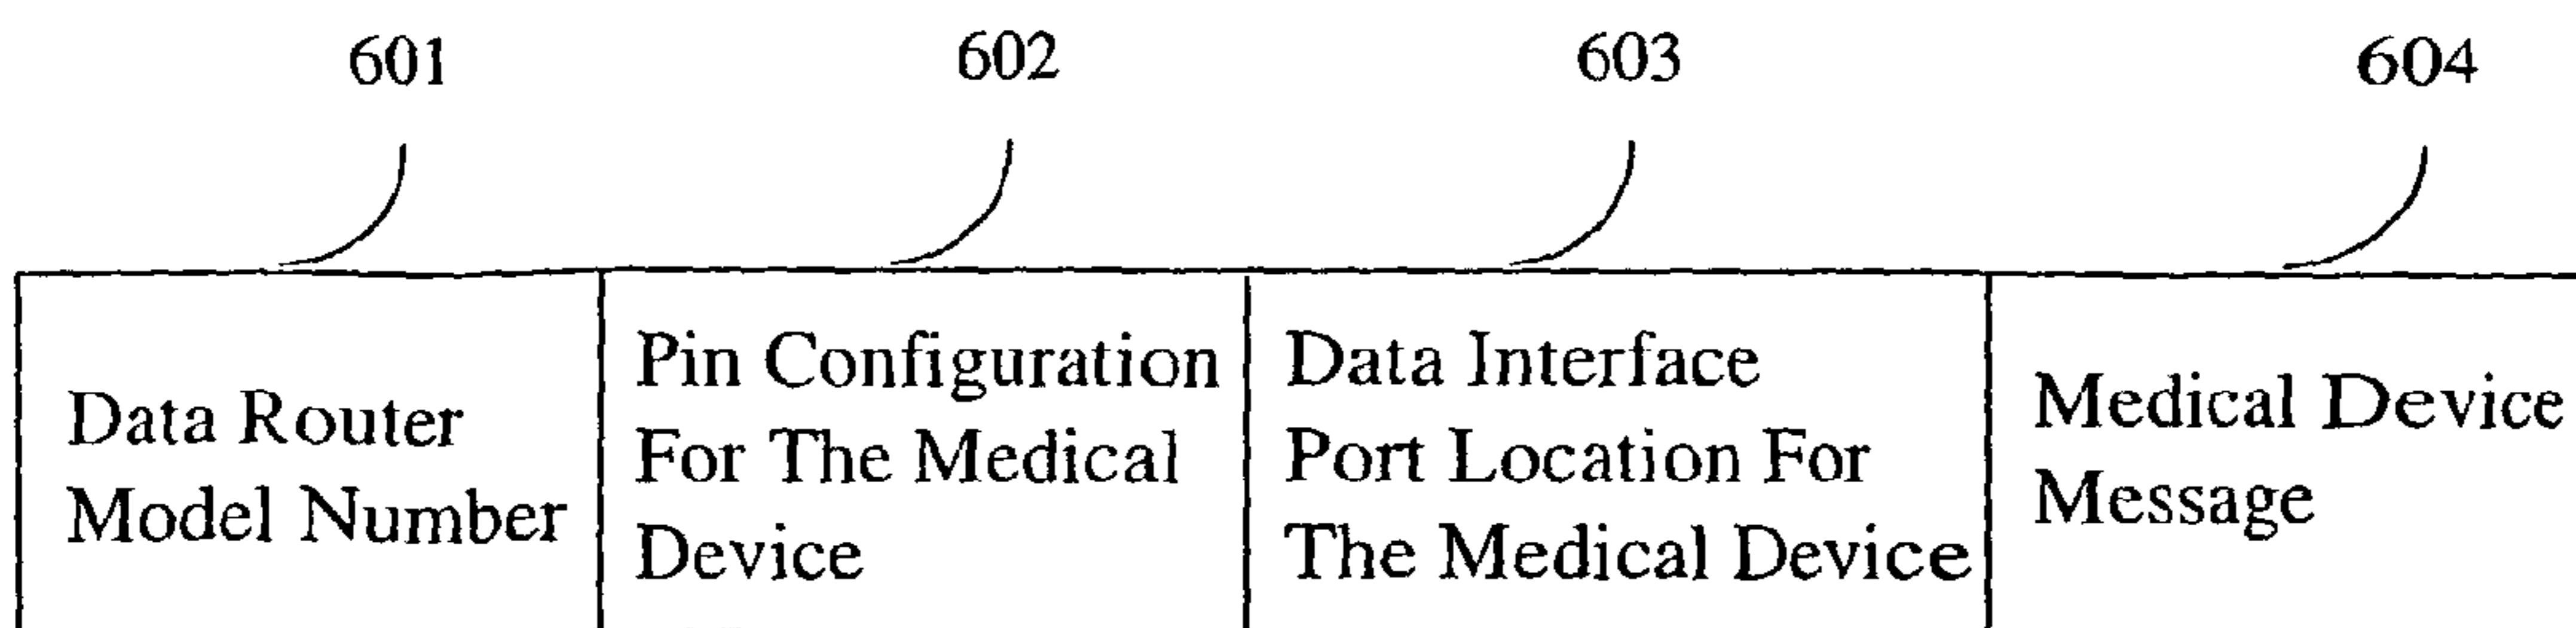 601 602 603 604
Data Router
Model Number
Pin Configuration
For The Medical
Device
Data Interface
Port Location For
The Medical Device
Medical Device
Message